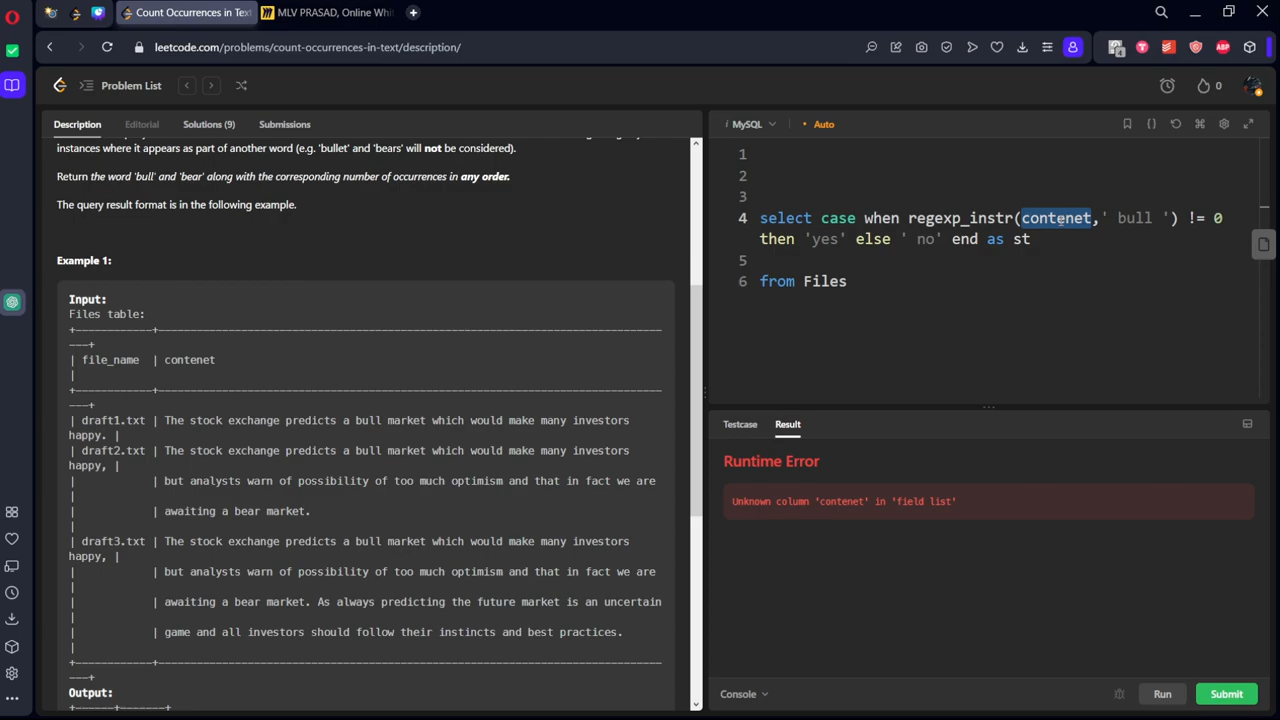 Count Occurrences in Text
MLV PRASAD, Online Whi
leetcode.com/problems/count-occurrences-in-text/description/
Problem List
0
Description
Editorial
Solutions (9)
Submissions
instances where it appears as part of another word (e.g. 'bullet' and 'bears' will not be considered).
Return the word 'bull' and 'bear' along with the corresponding number of occurrences in any order.
The query result format is in the following example.
Example 1:
Input:
Files table:
+————————————+——————————————————————————————————————————————————————————————————————————————
———+
| file_name | contenet
|
+————————————+——————————————————————————————————————————————————————————————————————————————
———+
| draft1.txt | The stock exchange predicts a bull market which would make many investors
happy. |
| draft2.txt | The stock exchange predicts a bull market which would make many investors
happy, |
| | but analysts warn of possibility of too much optimism and that in fact we are
|
| | awaiting a bear market.
|
| draft3.txt | The stock exchange predicts a bull market which would make many investors
happy, |
| | but analysts warn of possibility of too much optimism and that in fact we are
|
| | awaiting a bear market. As always predicting the future market is an uncertain
|
| | game and all investors should follow their instincts and best practices.
|
+————————————+——————————————————————————————————————————————————————————————————————————————
———+
Output:
MySQL
Auto
1
2
3
4 select case when regexp_instr(contenet,' bull ') != 0
then 'yes' else ' no' end as st
5
6 from Files
Testcase
Result
Runtime Error
Unknown column 'contenet' in 'field list'
Console
Run
Submit